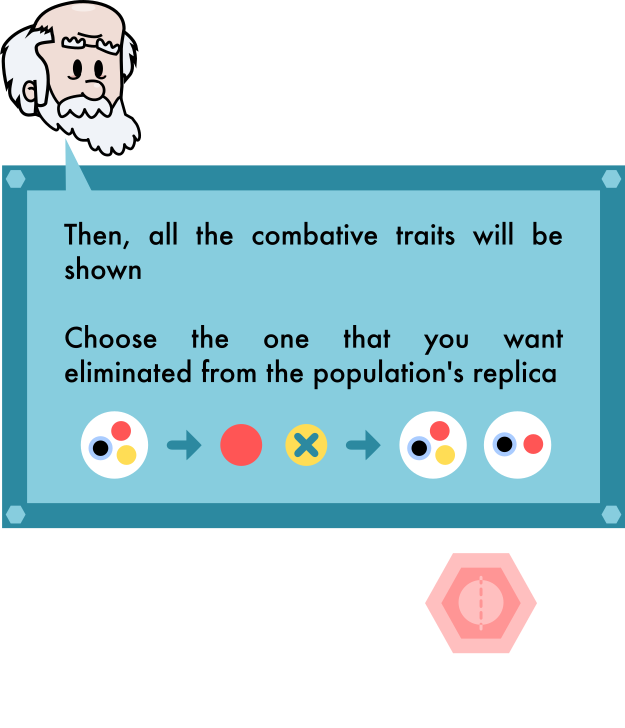 Then, all the combative traits will be
shown
Choose the one that you want
eliminated from the population's replica